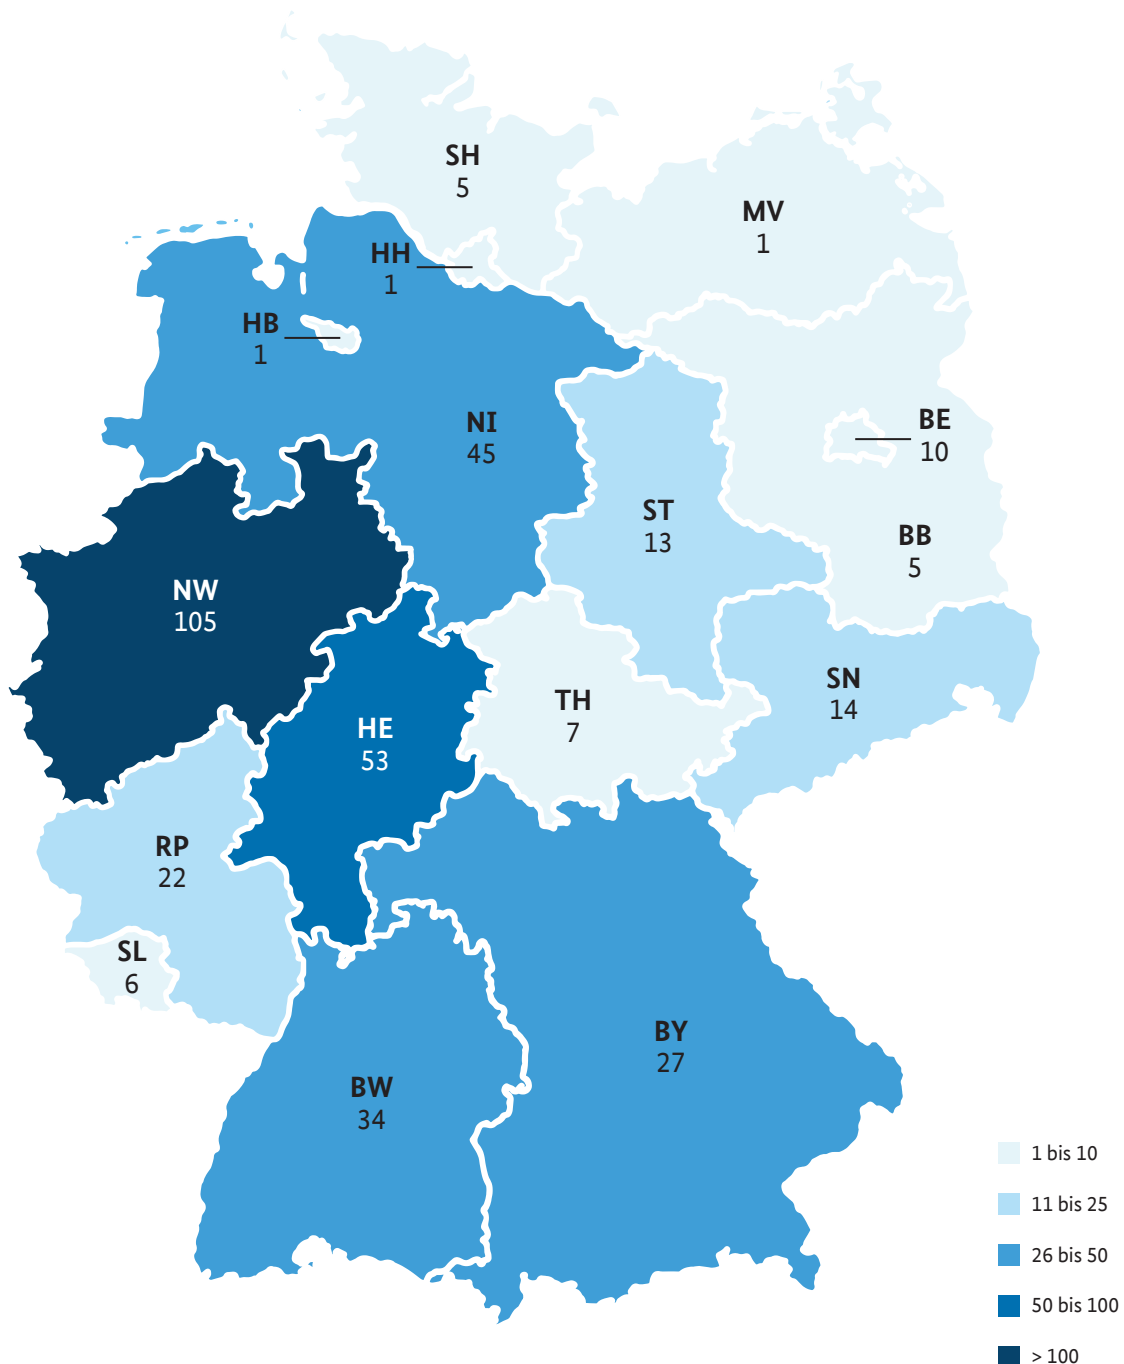 SH
5
MV
1
HH
1
HB
1
NI
45
BE
10
ST
13
BB
5
NW
105
SN
14
TH
7
HE
53
RP
22
SL
6
BY
27
BW
34
1 bis 10
11 bis 25
26 bis 50
50 bis 100
> 100